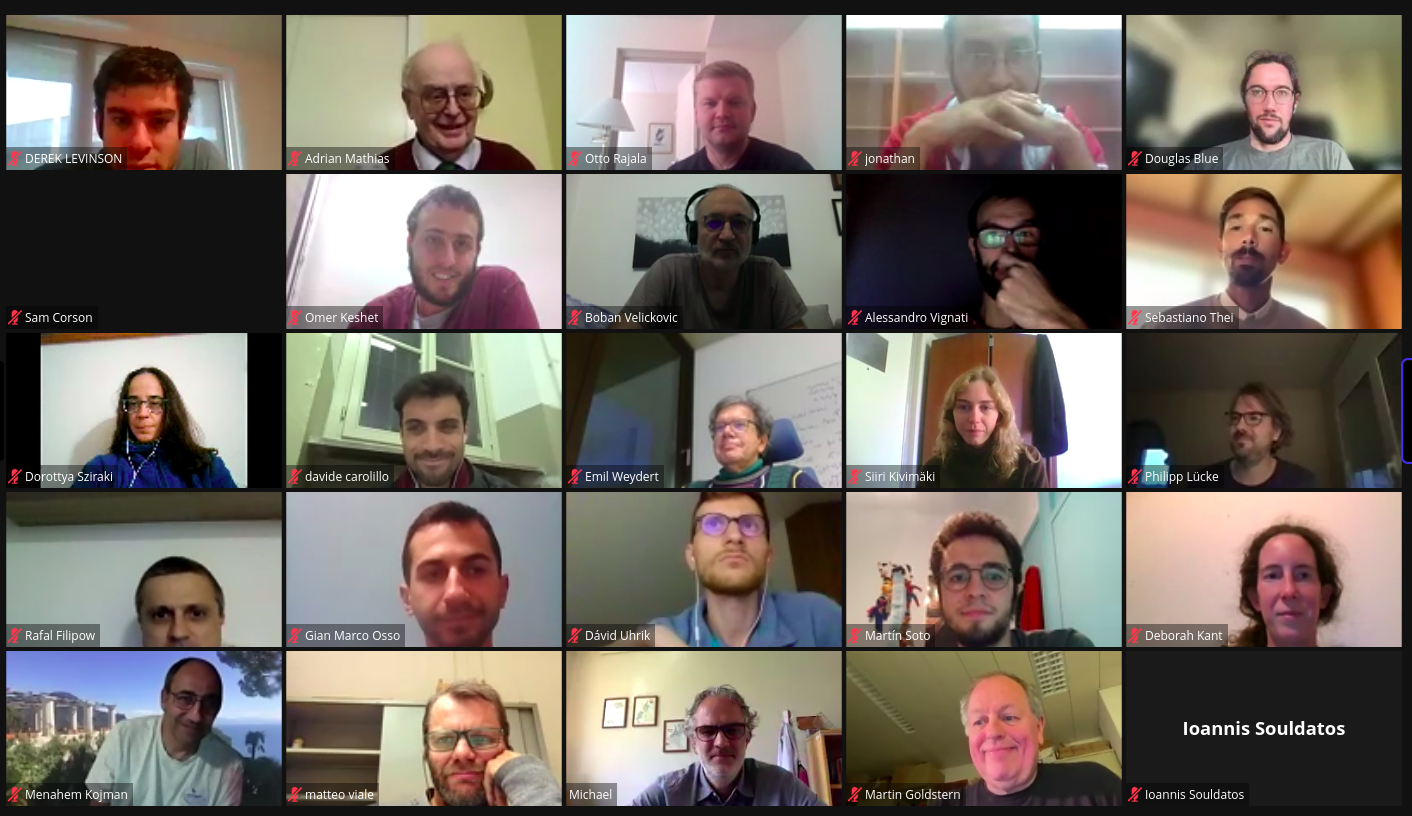 DEREK LEVINSON
Adrian Mathias
Otto Rajala
jonathan
Douglas Blue
Sam Corson
Omer Keshet
Boban Velickovic
Alessandro Vignati
Sebastiano Thei
Dorottya Sziraki
davide carolillo
Emil Weydert
Siiri Kivimäki
Philipp Lücke
Rafal Filipow
Gian Marco Osso
Dávid Uhrik
Martín Soto
Deborah Kant
Ioannis Souldatos
Menahem Kojman
matteo viale
Michael
Martin Goldstern
Ioannis Souldatos